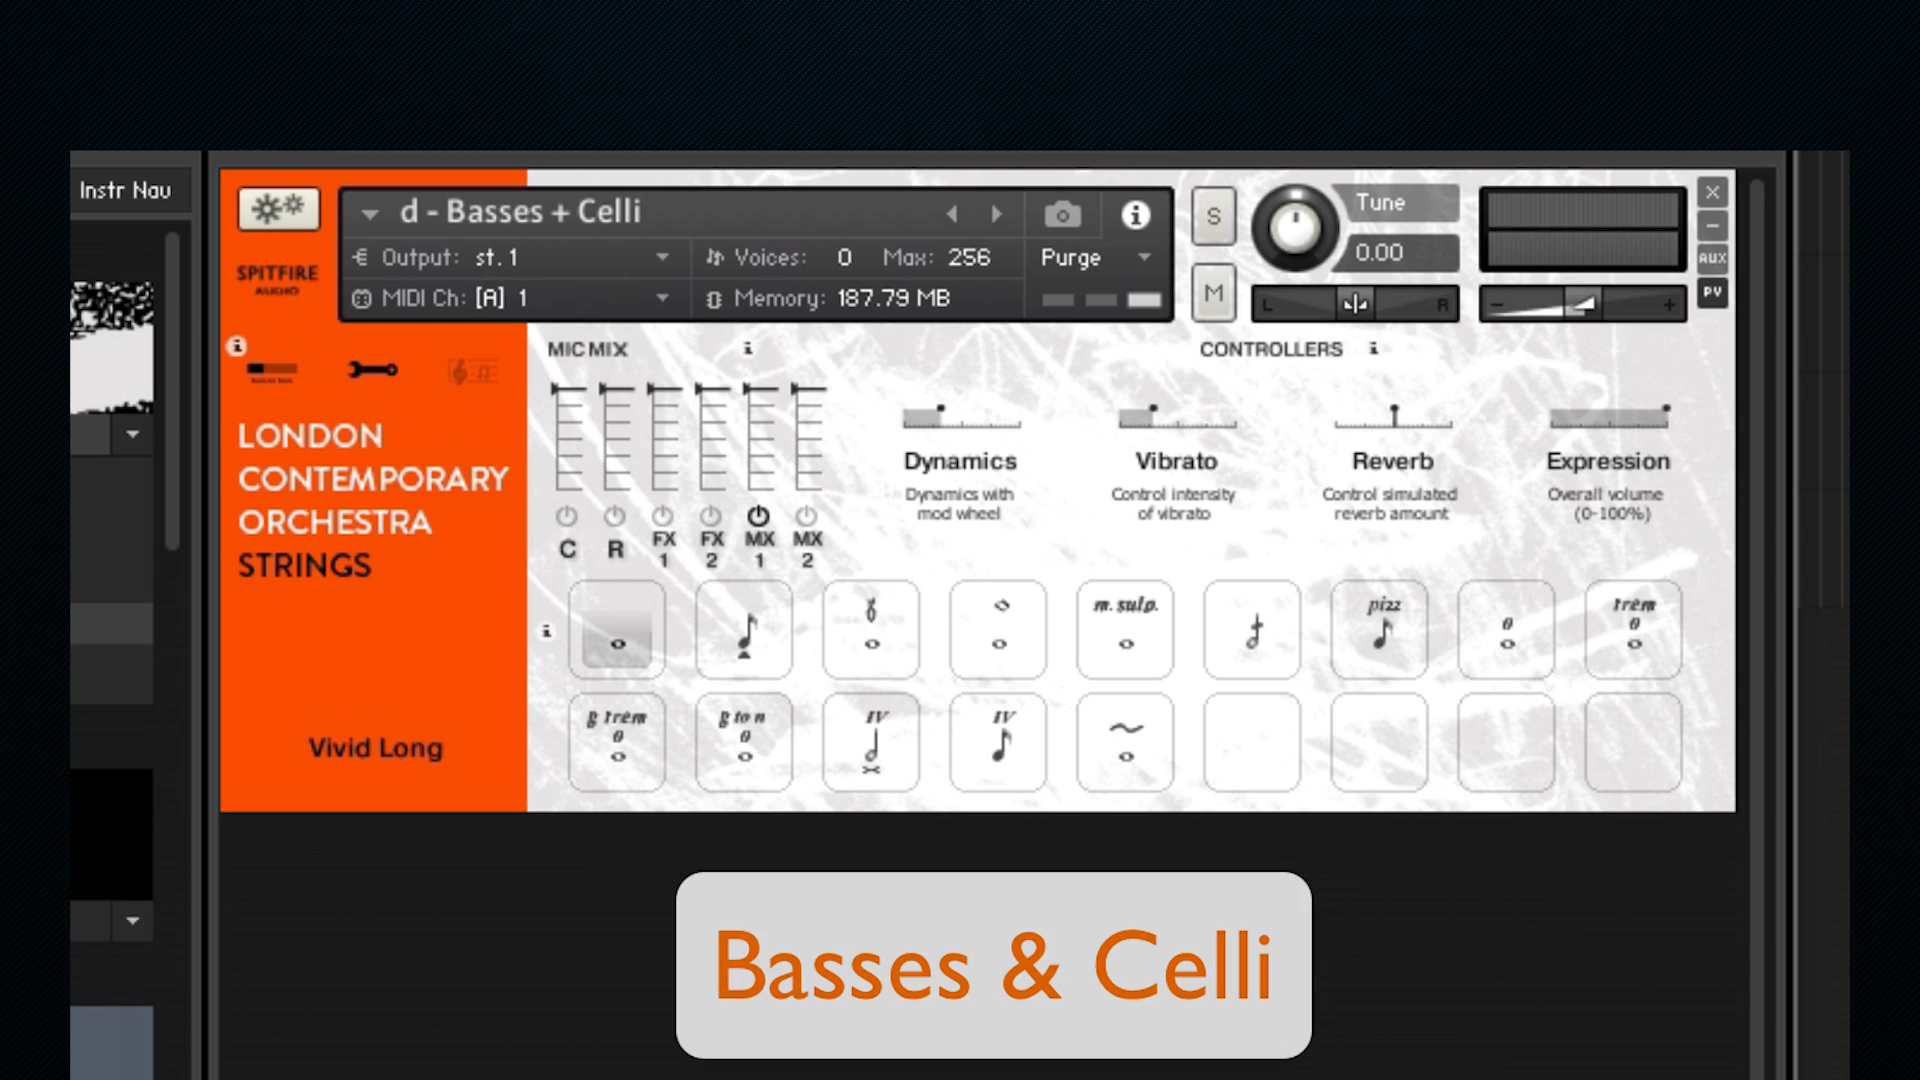 Instr Nav
d - Basses + Celli
S
Tune
AUX
0.00
Output: st. 1
Voices: 0 Max: 256
Purge
SPITFIRE
AUDIO
MIDI Ch: [A] 1
Memory: 187.79 MB
M
L
R
PV
MIC MIX
CONTROLLERS
LONDON
CONTEMPORARY
ORCHESTRA
STRINGS
Dynamics
Vibrato
Reverb
Expression
Dynamics with
mod wheel
Control intensity
of vibrato
Control simulated
reverb amount
Overall volume
(0-100%)
C
R
FX
1
FX
2
MX
1
MX
2
m. sulp.
pizz
trem
g trem
g to n
IV
IV
Vivid Long
Basses & Celli